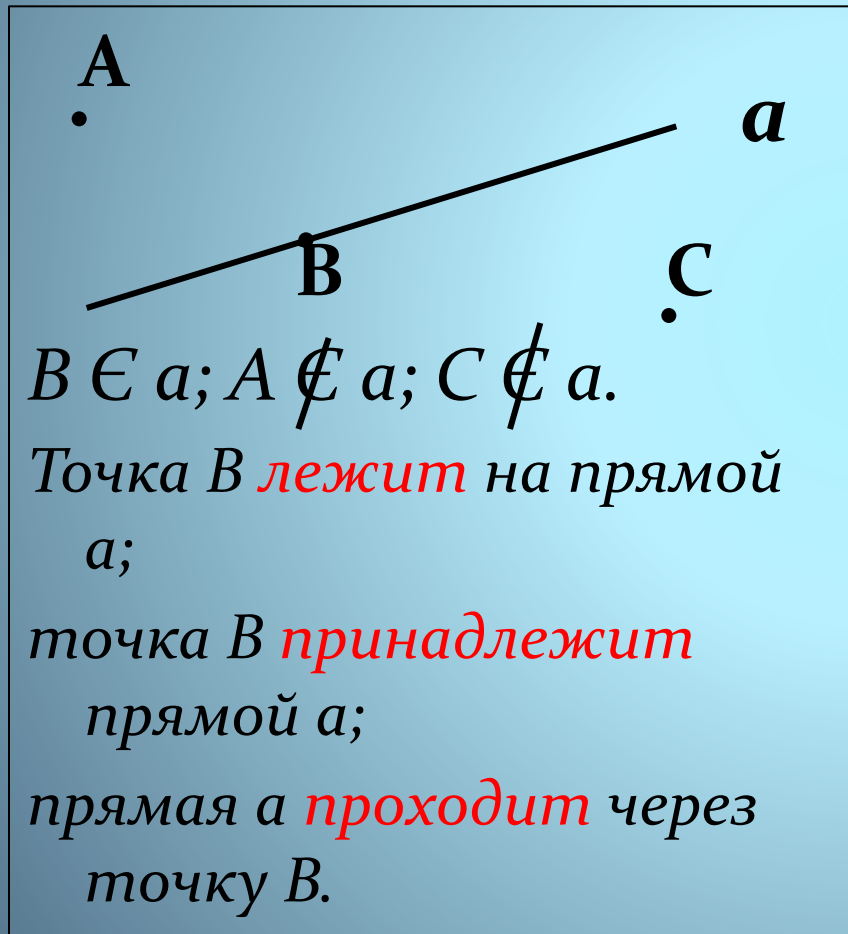 A
a
B
C
В Є а; А Є̸ а; С Є̸ а.
Точка В лежит на прямой
а;
точка В принадлежит
прямой а;
прямая а проходит через
точку В.